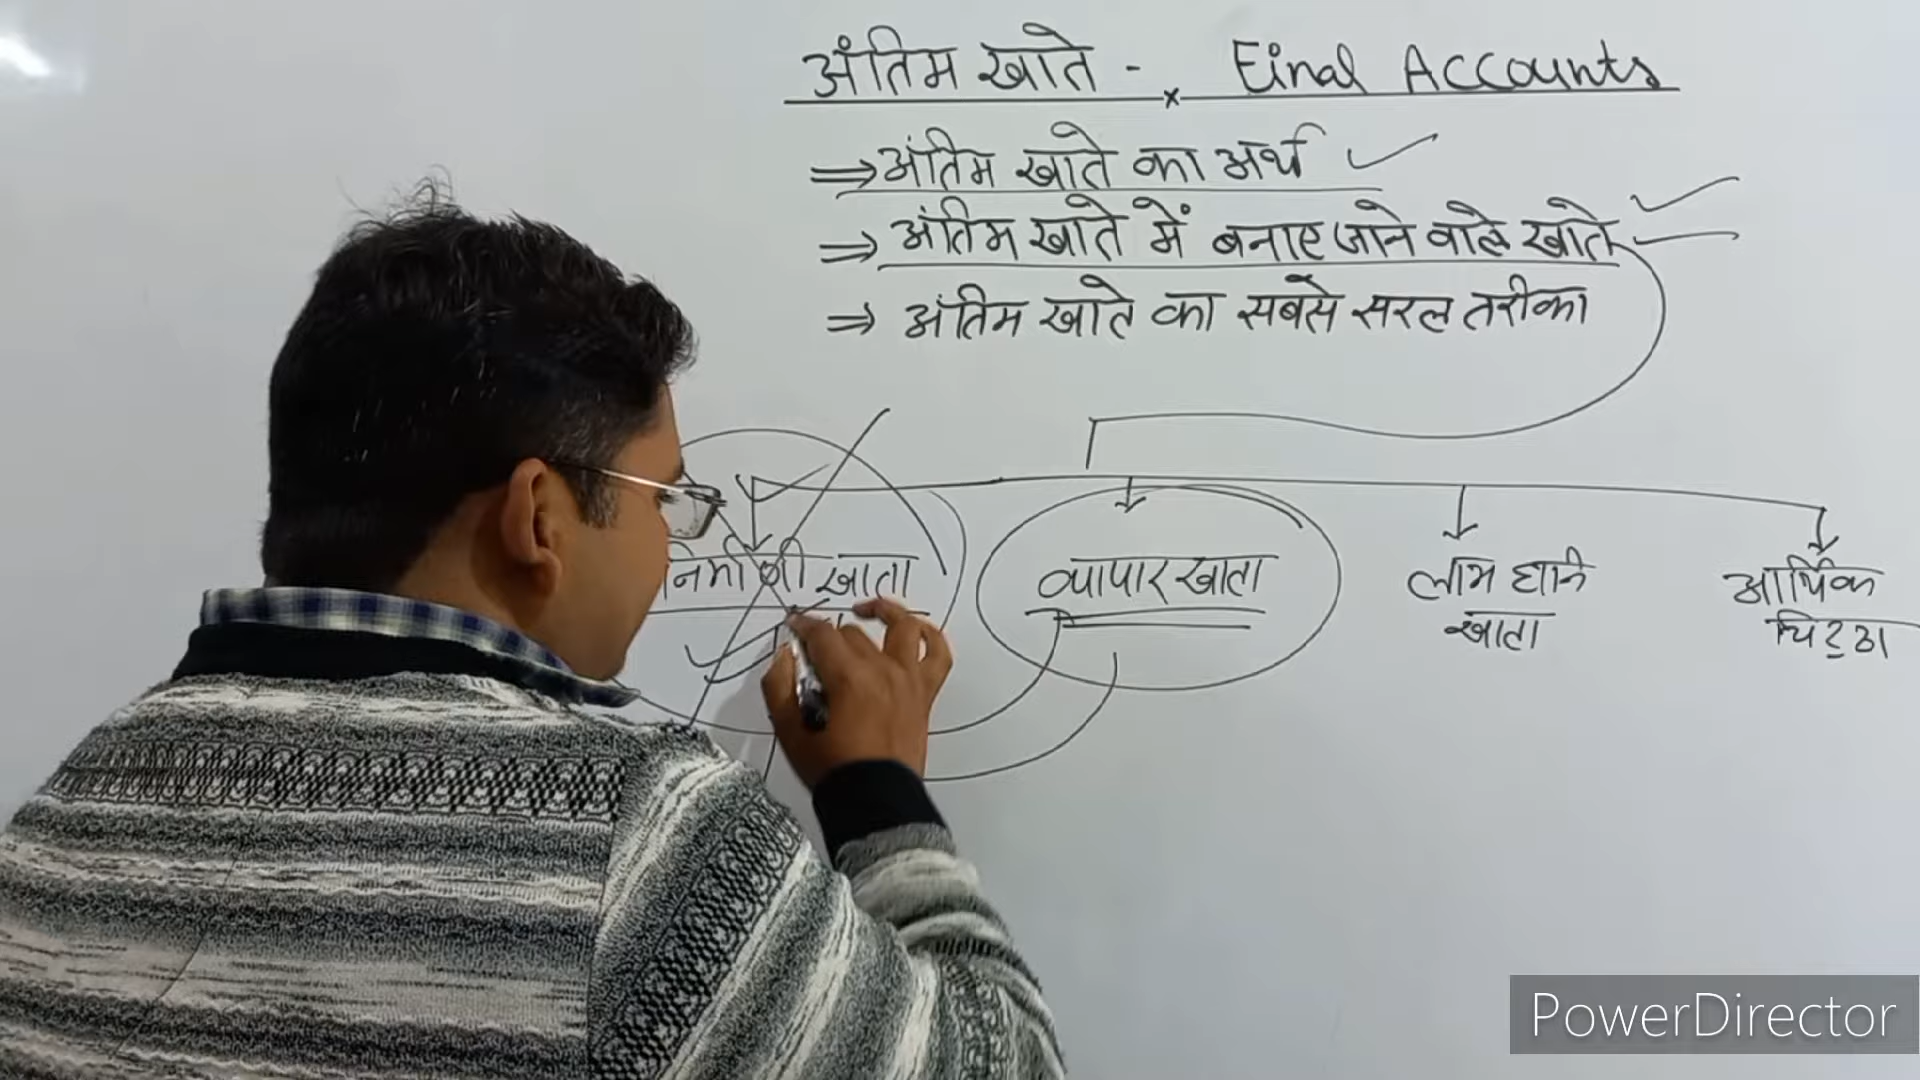 अंतिम खाते - Final Accounts
⇒ अंतिम खाते का अर्थ ✓
⇒ अंतिम खाते में बनाए जाने वाले खाते
⇒ अंतिम खाते का सबसे सरल तरीका
निर्माणी खाता
व्यापार खाता
लाभ हानि
खाता
आर्थिक
चिट्ठा
PowerDirector